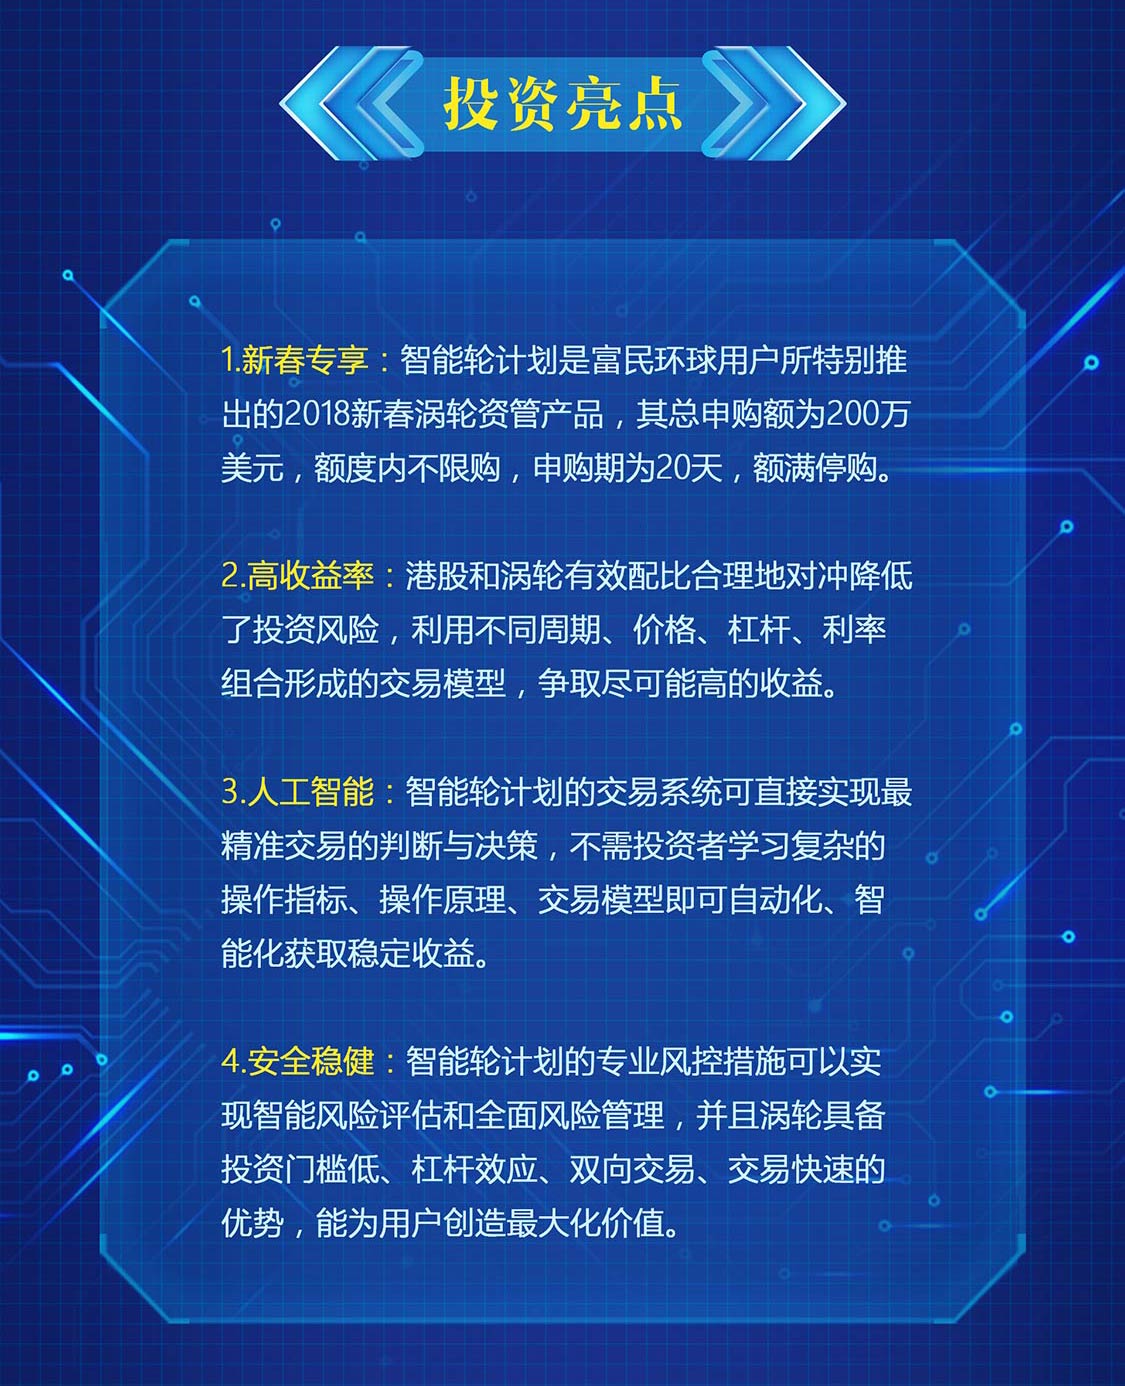 投资亮点
1.新春专享：智能轮计划是富民环球用户所特别推
出的2018新春涡轮资管产品，其总申购额为200万
美元，额度内不限购，申购期为20天，额满停购。
2.高收益率：港股和涡轮有效配比合理地对冲降低
了投资风险，利用不同周期、价格、杠杆、利率
组合形成的交易模型，争取尽可能高的收益。
3.人工智能：智能轮计划的交易系统可直接实现最
精准交易的判断与决策，不需投资者学习复杂的
操作指标、操作原理、交易模型即可自动化、智
能化获取稳定收益。
4.安全稳健：智能轮计划的专业风控措施可以实
现智能风险评估和全面风险管理，并且涡轮具备
投资门槛低、杠杆效应、双向交易、交易快速的
优势，能为用户创造最大化价值。